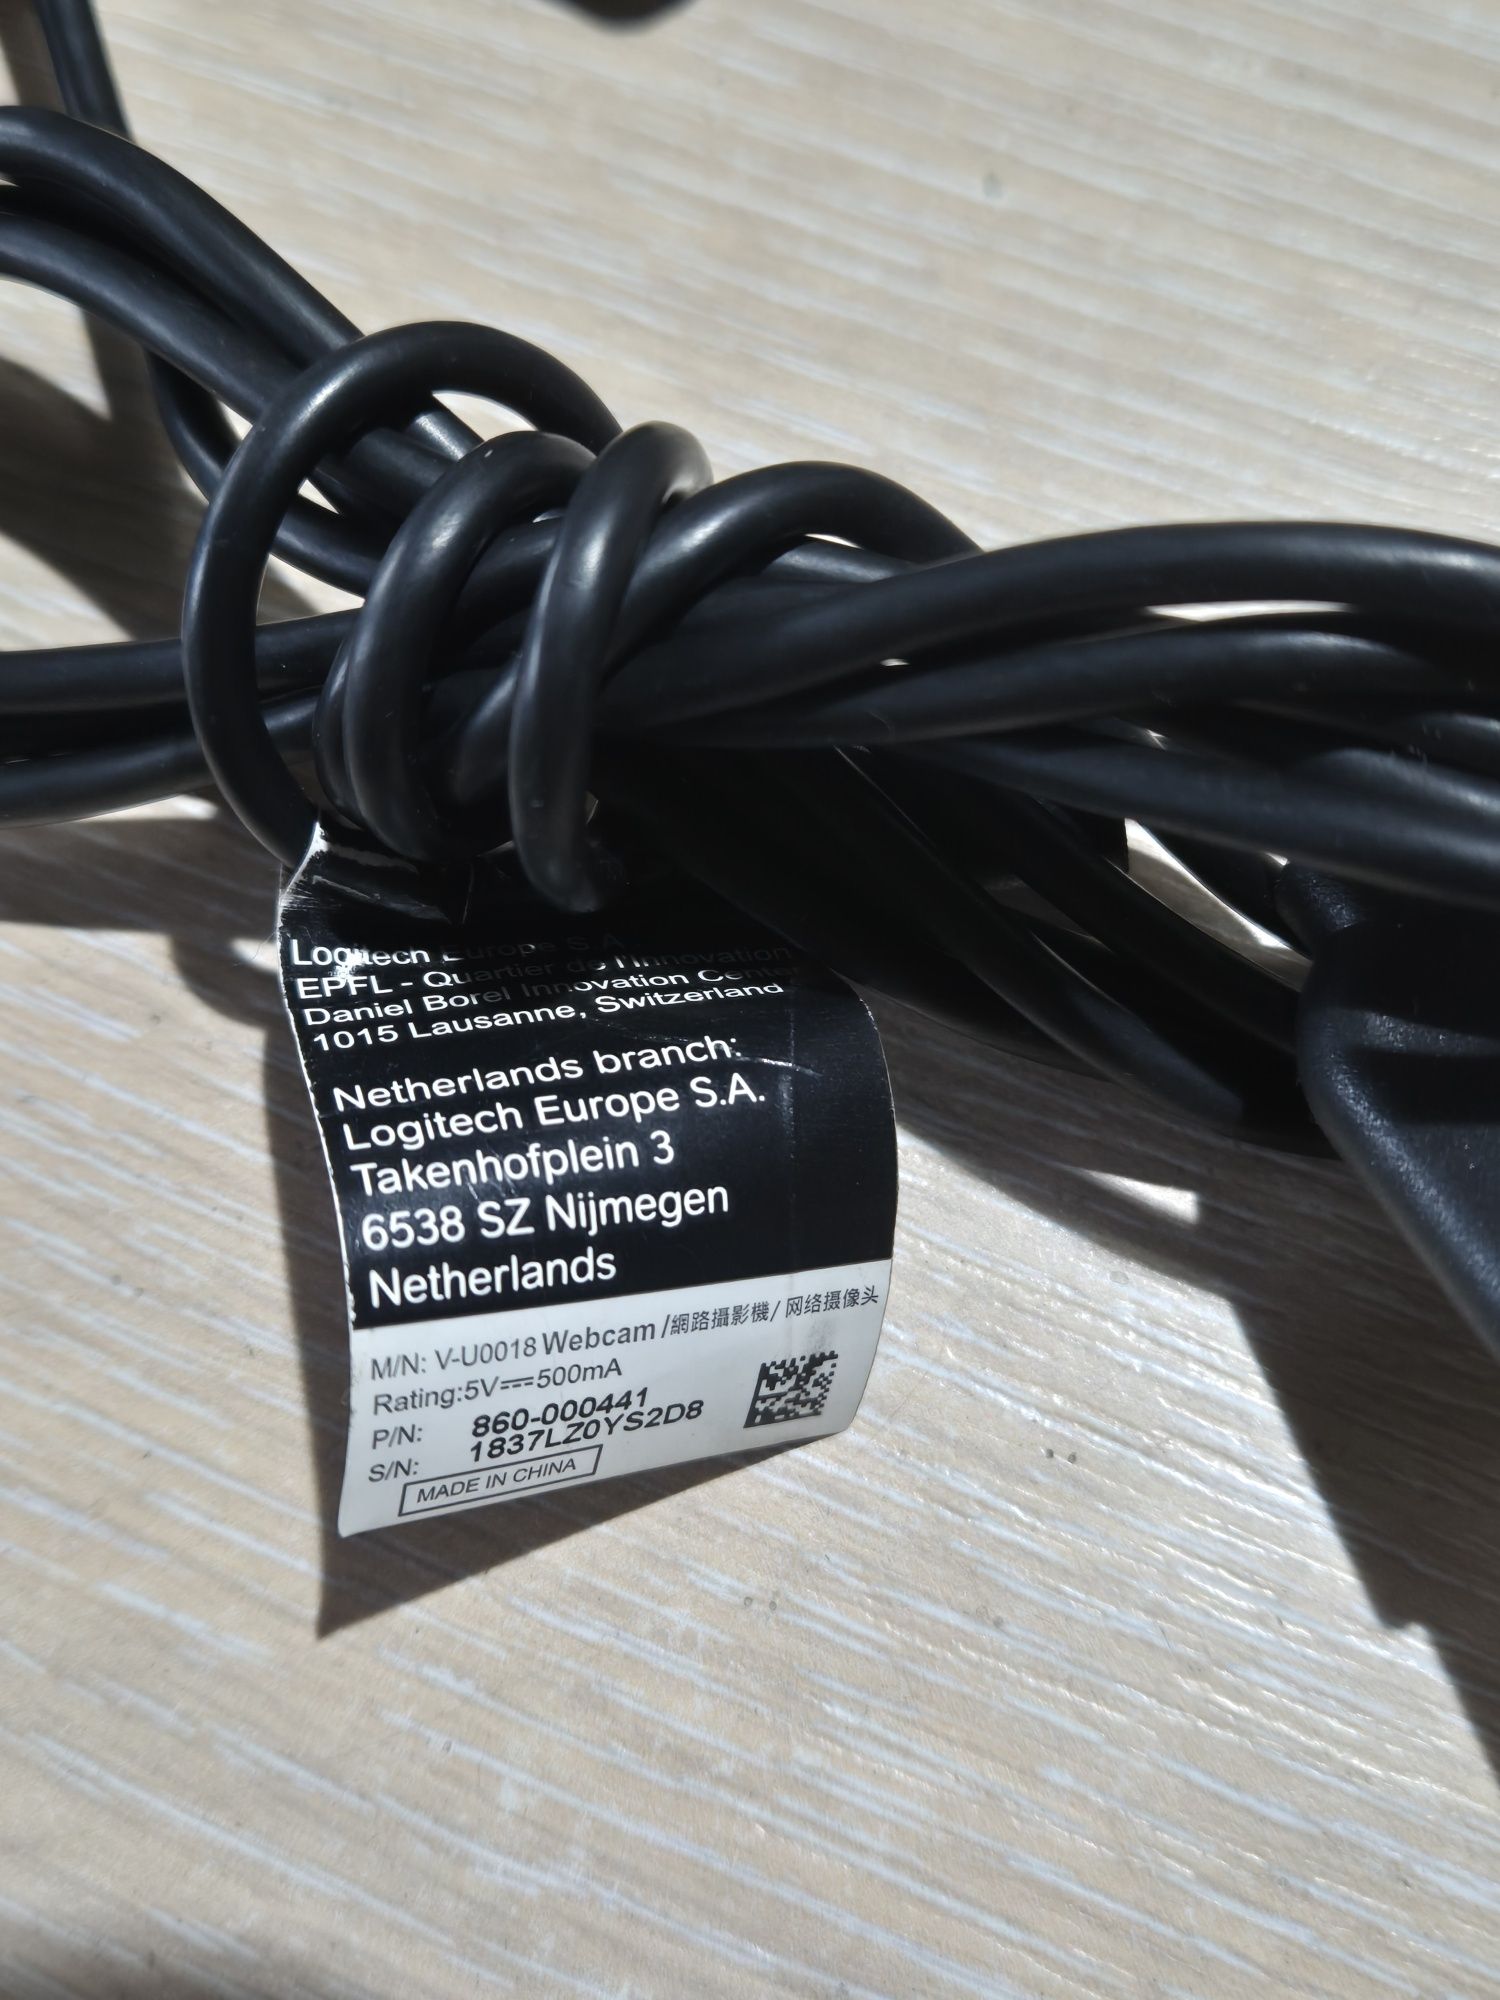 Logitech Europe S.A.
EPFL - Quartier de l'Innovation
Daniel Borel Innovation Center
1015 Lausanne, Switzerland
Netherlands branch:
Logitech Europe S.A.
Takenhofplein 3
6538 SZ Nijmegen
Netherlands
M/N: V-U0018 Webcam /網路攝影機/ 网络摄像头
Rating:5V⎓500mA
P/N: 860-000441
S/N: 1837LZ0YS2D8
MADE IN CHINA